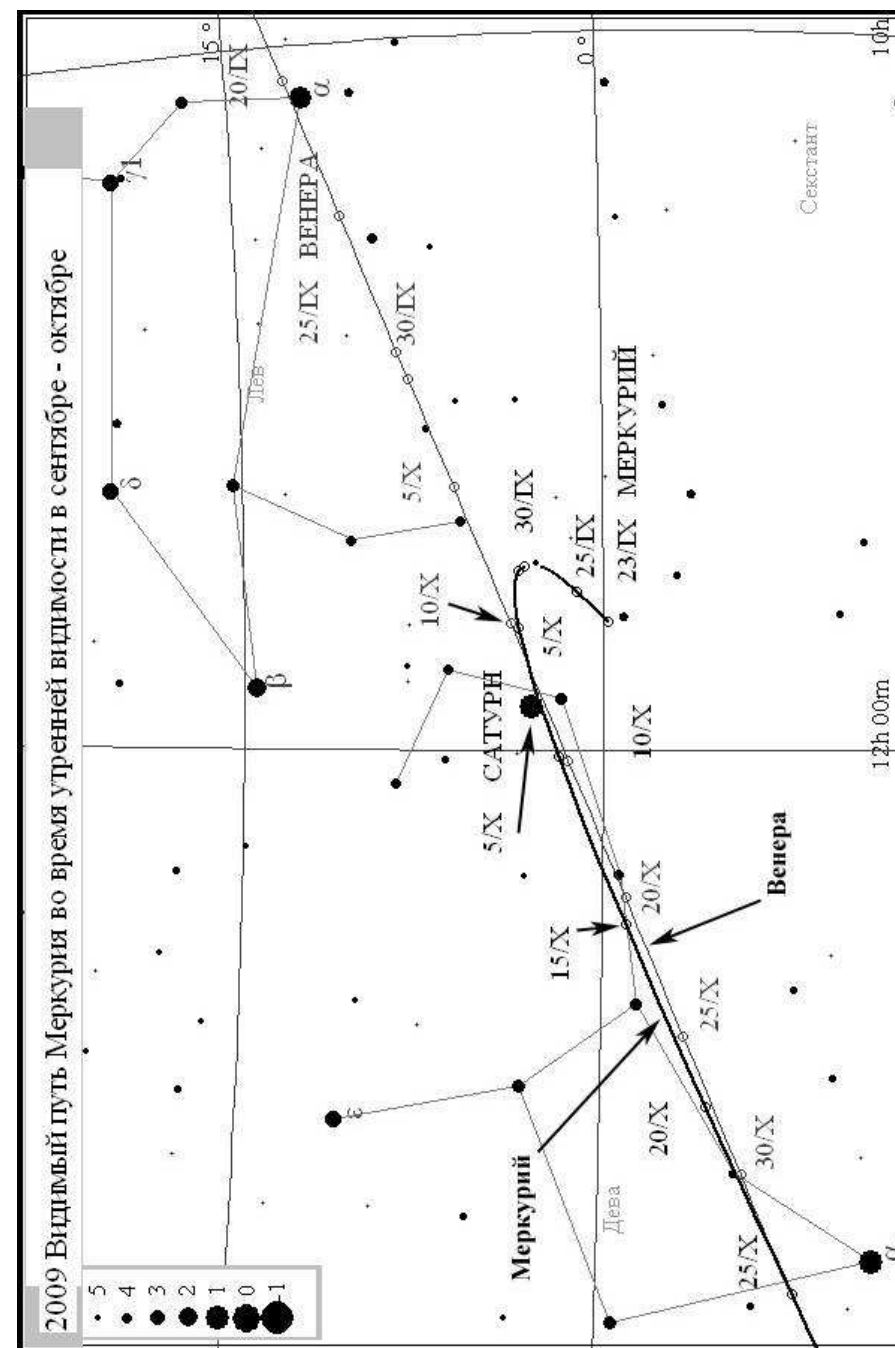 2009 Видимый путь Меркурия во время утренней видимости в сентябре - октябре
5
4
3
2
1
0
-1
γ1
δ
β
α
ε
α
15°
0°
10h
12h 00m
Лев
Секстант
Дева
ВЕНЕРА
20/IX
25/IX
30/IX
5/X
10/X
20/X
25/X
30/X
МЕРКУРИЙ
23/IX
25/IX
30/IX
5/X
10/X
15/X
20/X
25/X
САТУРН
5/X
Меркурий
Венера